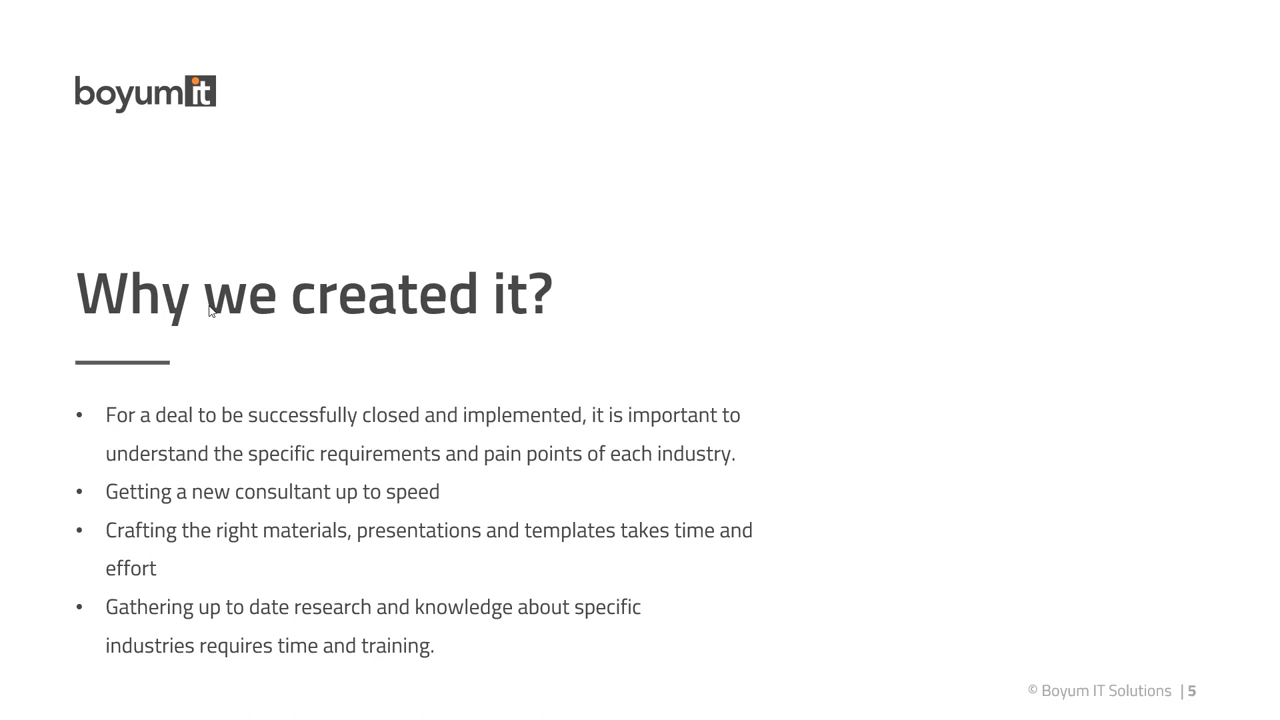 boyumit
Why we created it?
• For a deal to be successfully closed and implemented, it is important to
understand the specific requirements and pain points of each industry.
• Getting a new consultant up to speed
• Crafting the right materials, presentations and templates takes time and
effort
• Gathering up to date research and knowledge about specific
industries requires time and training.
© Boyum IT Solutions | 5